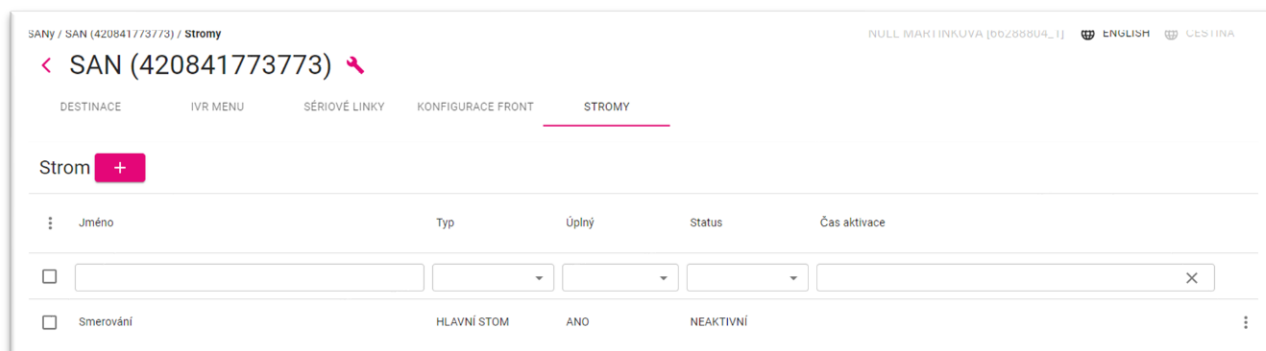 SANy / SAN (420841773773) / Stromy
NULL MARTINKOVA [66288804_1] ENGLISH CESTINA
SAN (420841773773)
DESTINACE IVR MENU SÉRIOVÉ LINKY KONFIGURACE FRONT STROMY
Strom +
Jméno Typ Úplný Status Čas aktivace
Smerování HLAVNÍ STOM ANO NEAKTIVNÍ